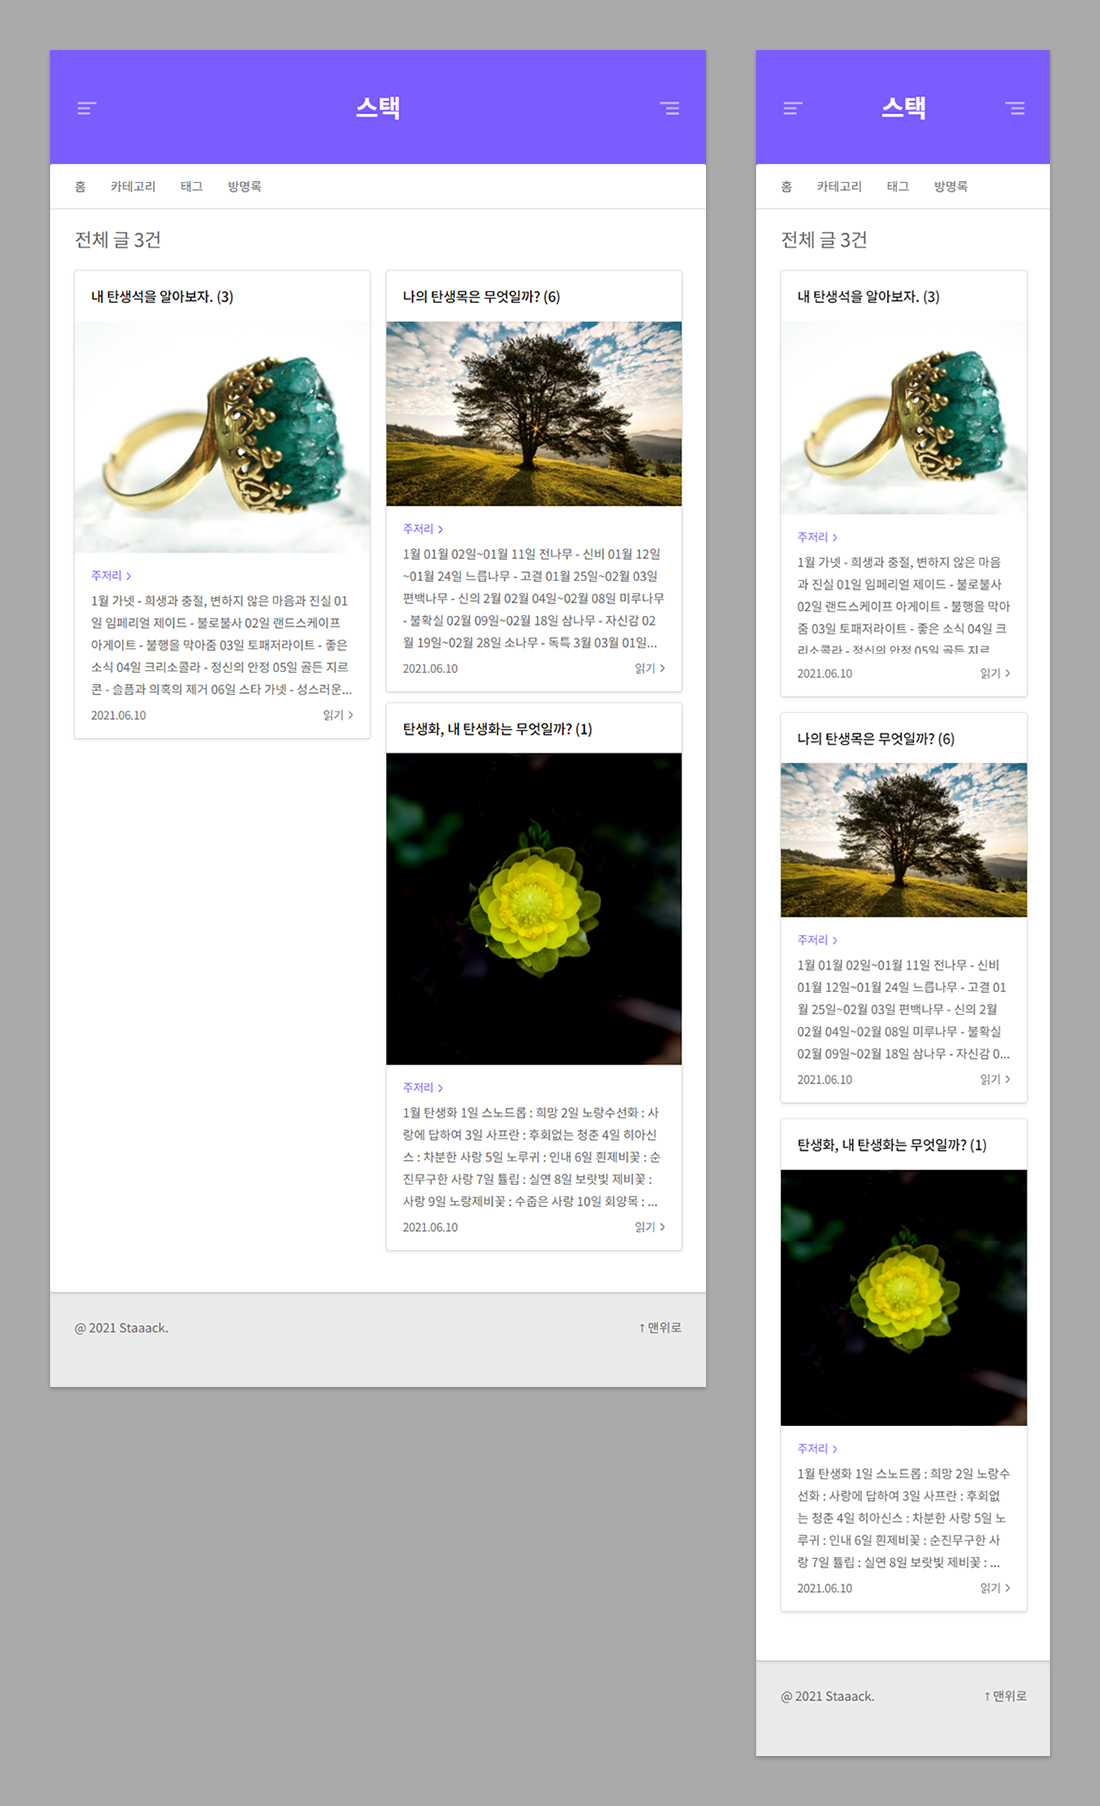 스택
홈 카테고리 태그 방명록
전체 글 3건
내 탄생석을 알아보자. (3)
주저리 >
1월 가넷 - 희생과 충절, 변하지 않은 마음과 진실 01
일 임페리얼 제이드 - 불로불사 02일 랜드스케이프
아게이트 - 불행을 막아줌 03일 토패저라이트 - 좋은
소식 04일 크리소콜라 - 정신의 안정 05일 골든 지르
콘 - 슬픔과 의혹의 제거 06일 스타 가넷 - 성스러운...
2021.06.10 읽기 >
나의 탄생목은 무엇일까? (6)
주저리 >
1월 01월 02일~01월 11일 전나무 - 신비 01월 12일
~01월 24일 느릅나무 - 고결 01월 25일~02월 03일
편백나무 - 신의 2월 02월 04일~02월 08일 미루나무
- 불확실 02월 09일~02월 18일 삼나무 - 자신감 02
월 19일~02월 28일 소나무 - 독특 3월 03월 01일...
2021.06.10 읽기 >
탄생화, 내 탄생화는 무엇일까? (1)
주저리 >
1월 탄생화 1일 스노드롭 : 희망 2일 노랑수선화 : 사
랑에 답하여 3일 사프란 : 후회없는 청춘 4일 히아신
스 : 차분한 사랑 5일 노루귀 : 인내 6일 흰제비꽃 : 순
진무구한 사랑 7일 튤립 : 실연 8일 보랏빛 제비꽃 :
사랑 9일 노랑제비꽃 : 수줍은 사랑 10일 회양목 : ...
2021.06.10 읽기 >
@ 2021 Staaack. ↑ 맨위로
스택
홈 카테고리 태그 방명록
전체 글 3건
내 탄생석을 알아보자. (3)
주저리 >
1월 가넷 - 희생과 충절, 변하지 않은 마음
과 진실 01일 임페리얼 제이드 - 불로불사
02일 랜드스케이프 아게이트 - 불행을 막아
줌 03일 토패저라이트 - 좋은 소식 04일 크
리소콜라 - 정신의 안정 05일 골든 지르
2021.06.10 읽기 >
나의 탄생목은 무엇일까? (6)
주저리 >
1월 01월 02일~01월 11일 전나무 - 신비
01월 12일~01월 24일 느릅나무 - 고결 01
월 25일~02월 03일 편백나무 - 신의 2월
02월 04일~02월 08일 미루나무 - 불확실
02월 09일~02월 18일 삼나무 - 자신감 0...
2021.06.10 읽기 >
탄생화, 내 탄생화는 무엇일까? (1)
주저리 >
1월 탄생화 1일 스노드롭 : 희망 2일 노랑수
선화 : 사랑에 답하여 3일 사프란 : 후회없
는 청춘 4일 히아신스 : 차분한 사랑 5일 노
루귀 : 인내 6일 흰제비꽃 : 순진무구한 사
랑 7일 튤립 : 실연 8일 보랏빛 제비꽃 : ...
2021.06.10 읽기 >
@ 2021 Staaack. ↑ 맨위로